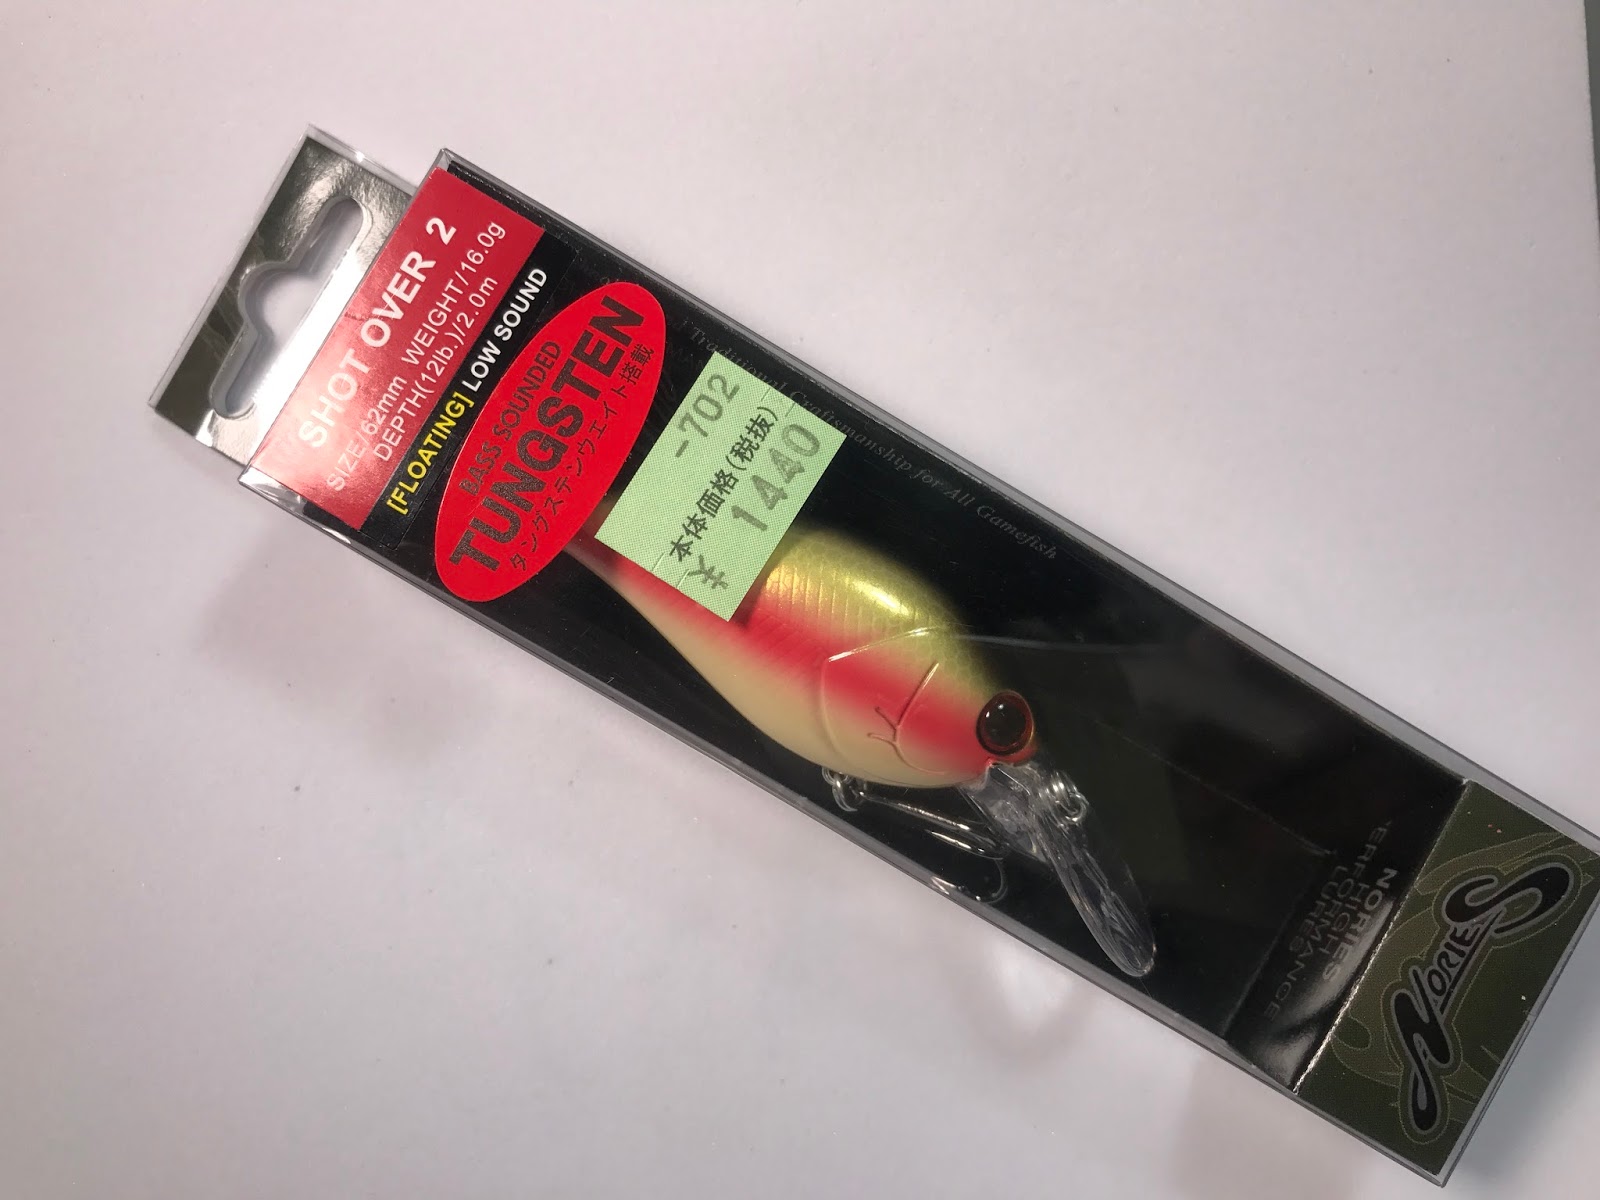 SHOT OVER 2
SIZE/62mm WEIGHT/16.0g
DEPTH(12lb.)/2.0m
[FLOATING] LOW SOUND
BASS SOUNDED
TUNGSTEN
タングステンウエイト搭載
-702
本体価格(税抜)
¥ 1440
Traditional Craftsmanship for All Gamefish
NORIES
HIGH
PERFORMANCE
LURES
NORIES